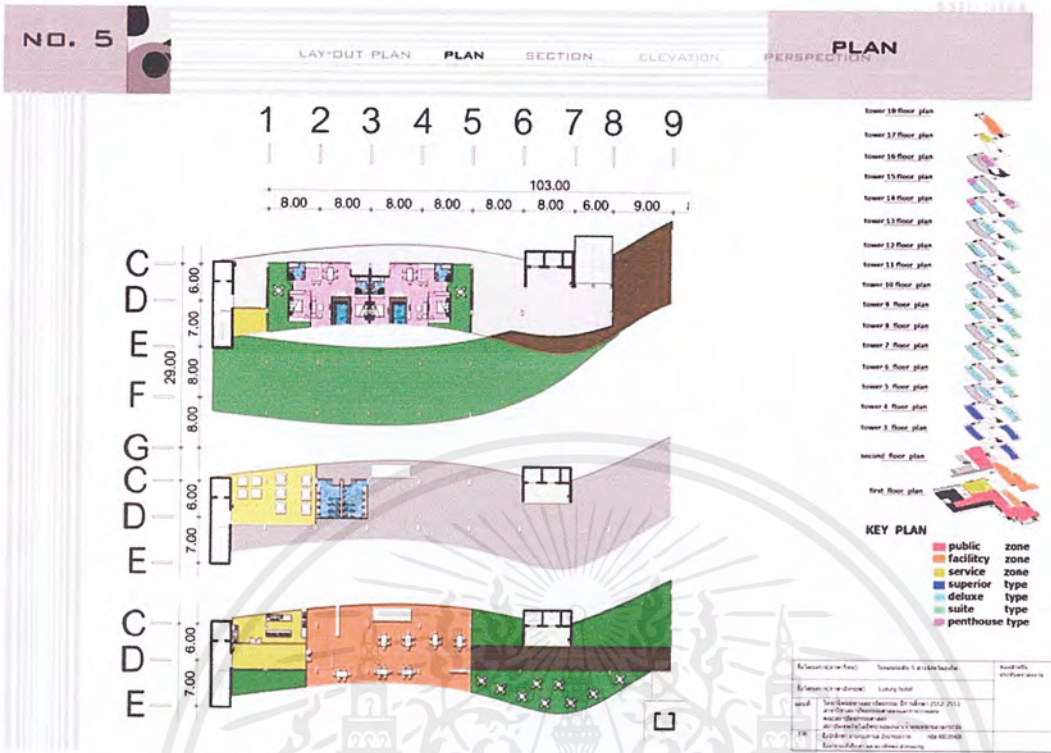 NO. 5
LAY-OUT PLAN PLAN SECTION ELEVATION PERSPECTION
PLAN
1 2 3 4 5 6 7 8 9
103.00
8.00 8.00 8.00 8.00 8.00 8.00 6.00 9.00
C
D
E
F
G
6.00
7.00
8.00
8.00
29.00
C
D
E
6.00
7.00
C
D
E
6.00
7.00
tower 18 floor plan
tower 17 floor plan
tower 16 floor plan
tower 15 floor plan
tower 14 floor plan
tower 13 floor plan
tower 12 floor plan
tower 11 floor plan
tower 10 floor plan
tower 9 floor plan
tower 8 floor plan
tower 7 floor plan
tower 6 floor plan
tower 5 floor plan
tower 4 floor plan
tower 3 floor plan
second floor plan
first floor plan
KEY PLAN
public zone
facilitcy zone
service zone
superior type
deluxe type
suite type
penthouse type
Luxury hotel